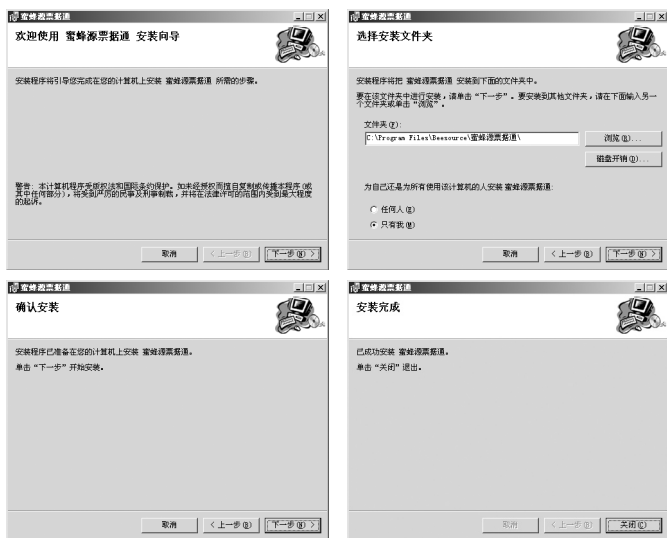 蜜蜂源票据通
欢迎使用 蜜蜂源票据通 安装向导
安装程序将引导您完成在您的计算机上安装 蜜蜂源票据通 所需的步骤。
警告: 本计算机程序受版权法和国际条约保护。如未经授权而擅自复制或传播本程序(或
其中任何部分)，将受到严厉的民事及刑事制裁，并将在法律许可的范围内受到最大程度
的起诉。
取消
< 上一步(B)
下一步(N) >
蜜蜂源票据通
选择安装文件夹
安装程序将把 蜜蜂源票据通 安装到下面的文件夹中。
要在该文件夹中进行安装，请单击“下一步”。要安装到其他文件夹，请在下面输入另一
个文件夹或单击“浏览”。
文件夹(F):
C:\Program Files\Beesource\蜜蜂源票据通\
浏览(R)...
磁盘开销(D)...
为自己还是为所有使用该计算机的人安装 蜜蜂源票据通:
任何人(E)
只有我(M)
取消
< 上一步(B)
下一步(N) >
蜜蜂源票据通
确认安装
安装程序已准备在您的计算机上安装 蜜蜂源票据通。
单击“下一步”开始安装。
取消
< 上一步(B)
下一步(N) >
蜜蜂源票据通
安装完成
已成功安装 蜜蜂源票据通。
单击“关闭”退出。
取消
< 上一步(B)
关闭(C)